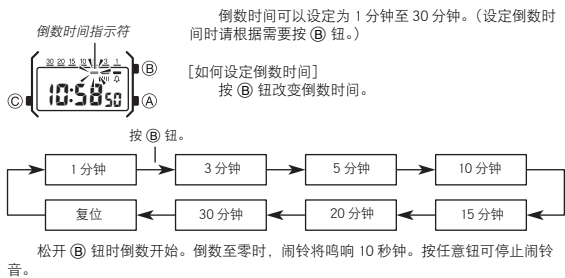 倒数时间指示符
30 20 15 10 5 3 1
10:58 50
Ⓑ
Ⓒ
Ⓐ
倒数时间可以设定为 1 分钟至 30 分钟。（设定倒数时
间时请根据需要按 Ⓑ 钮。）
［如何设定倒数时间］
按 Ⓑ 钮改变倒数时间。
按 Ⓑ 钮。
1 分钟
3 分钟
5 分钟
10 分钟
复位
30 分钟
20 分钟
15 分钟
松开 Ⓑ 钮时倒数开始。倒数至零时，闹铃将鸣响 10 秒钟。按任意钮可停止闹铃
音。